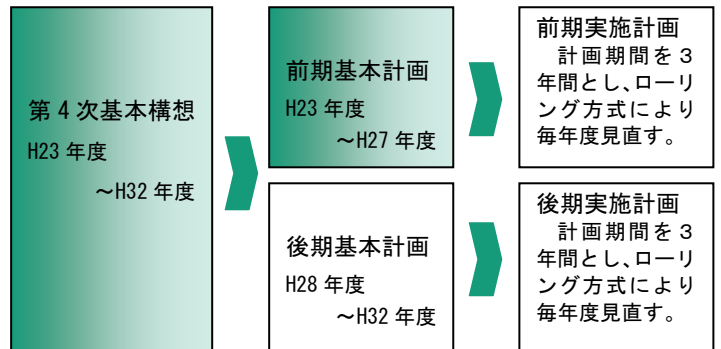 第４次基本構想
H23 年度
～H32 年度
前期基本計画
H23 年度
～H27 年度
前期実施計画
計画期間を３
年間とし、ローリ
ング方式により
毎年度見直す。
後期基本計画
H28 年度
～H32 年度
後期実施計画
計画期間を３
年間とし、ローリ
ング方式により
毎年度見直す。